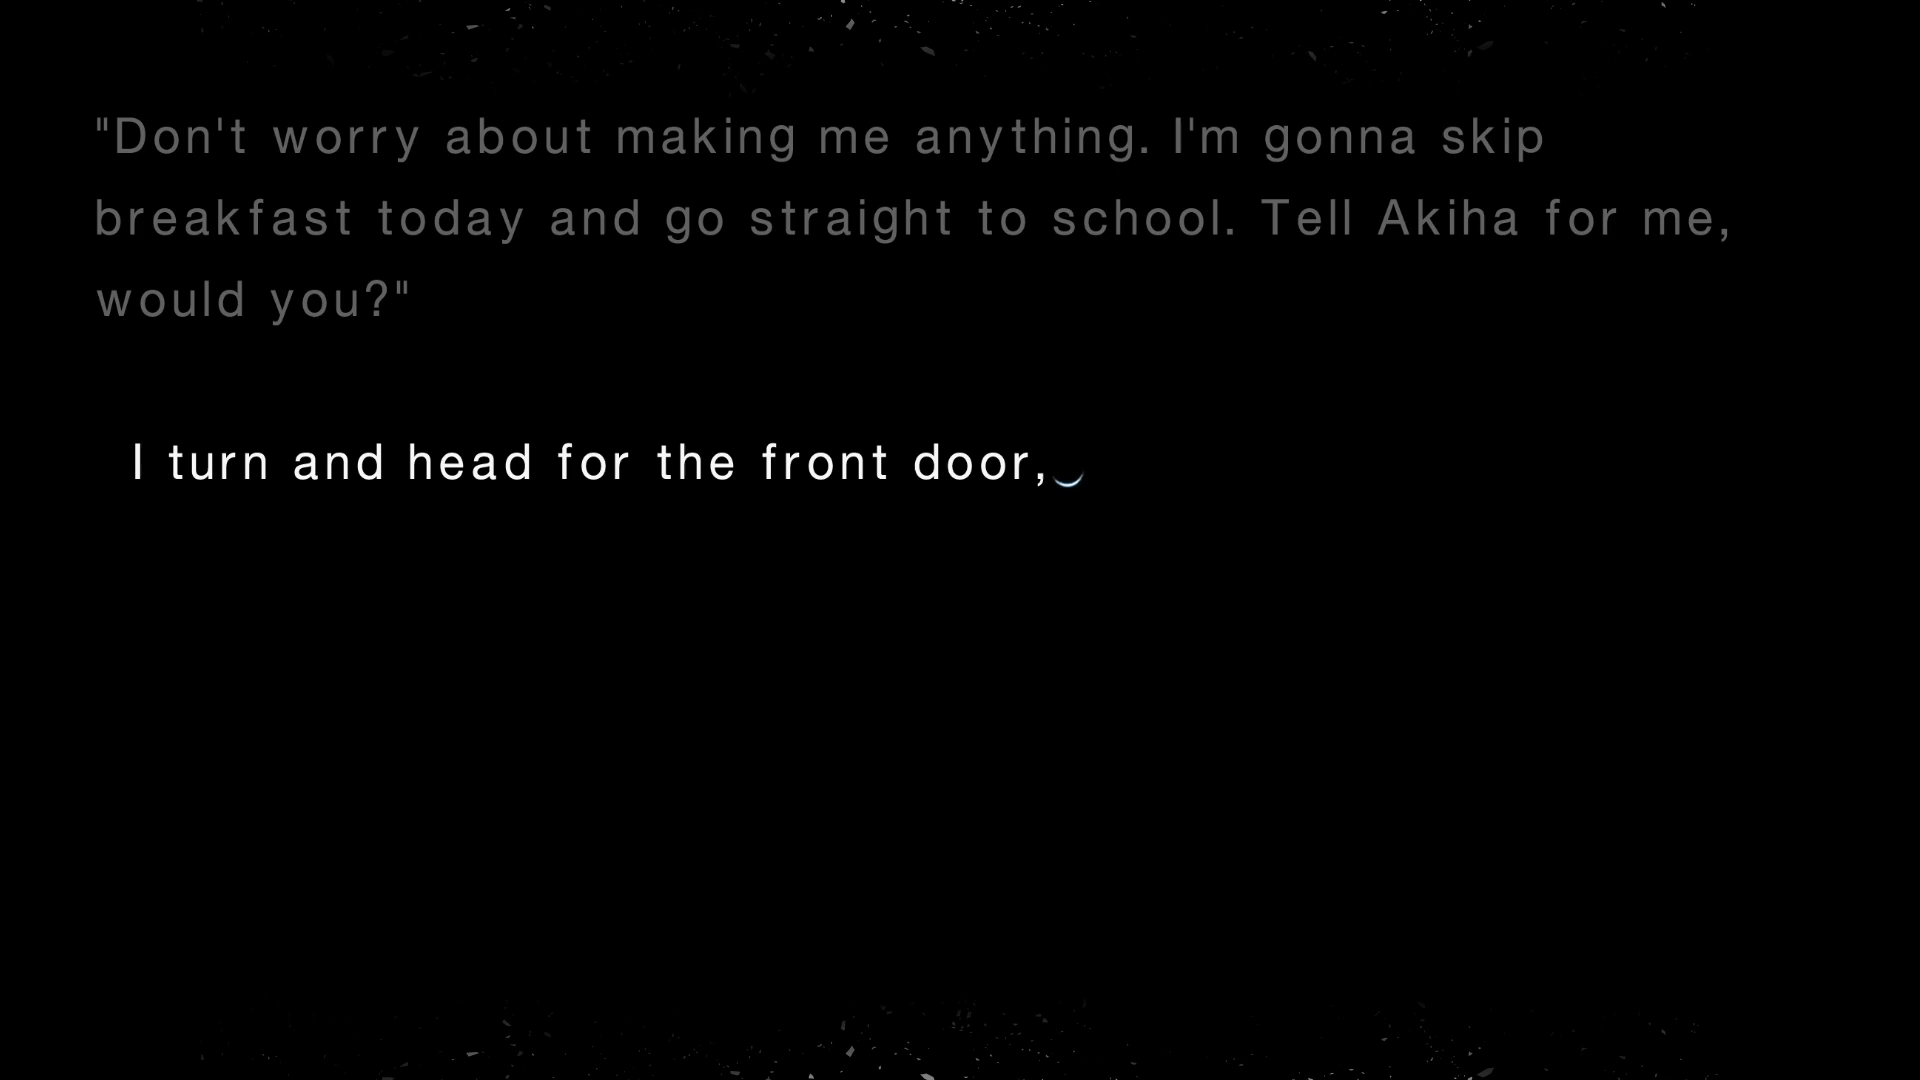 "Don't worry about making me anything. I'm gonna skip
breakfast today and go straight to school. Tell Akiha for me,
would you?"
I turn and head for the front door,